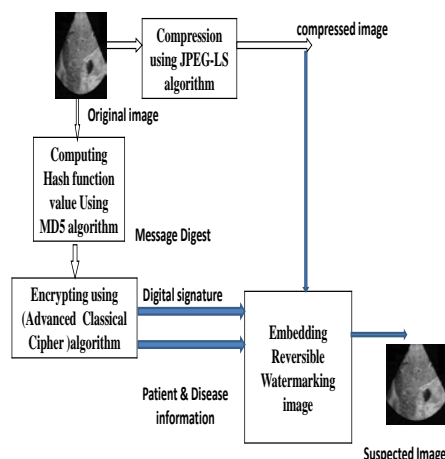 Compression
using JPEG-LS
algorithm
compressed image
Original image
Computing
Hash function
value Using
MD5 algorithm
Message Digest
Encrypting using
(Advanced Classical
Cipher )algorithm
Digital signature
Patient & Disease
information
Embedding
Reversible
Watermarking
image
Suspected Image